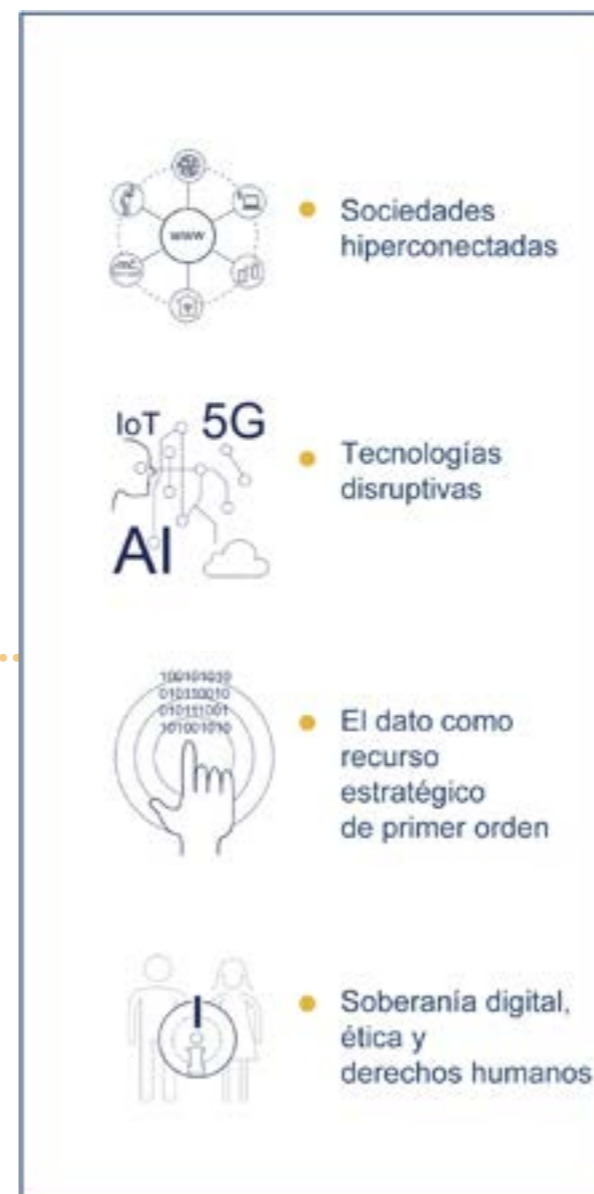 www
Sociedades
hiperconectadas
IoT 5G
AI
Tecnologías
disruptivas
El dato como
recurso
estratégico
de primer orden
Soberanía digital,
ética y
derechos humanos